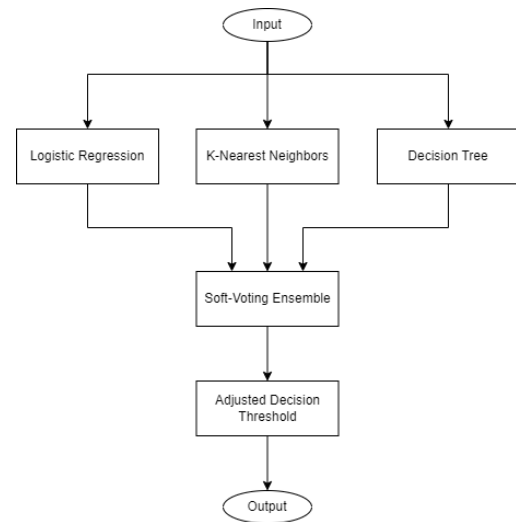 Input
Logistic Regression
K-Nearest Neighbors
Decision Tree
Soft-Voting Ensemble
Adjusted Decision
Threshold
Output